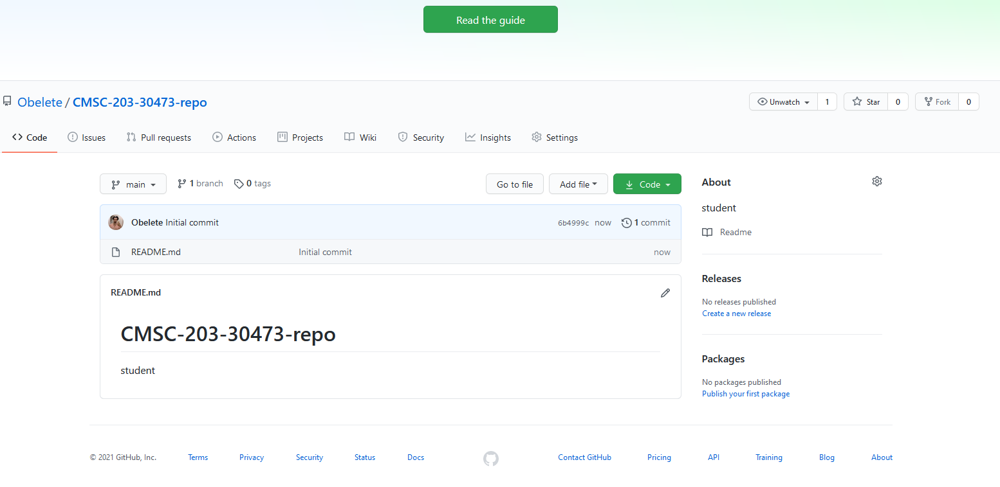 Read the guide
Obelete / CMSC-203-30473-repo
Unwatch 1 Star 0 Fork 0
Code Issues Pull requests Actions Projects Wiki Security Insights Settings
main 1 branch 0 tags Go to file Add file Code
Obelete Initial commit 6b4999c now 1 commit
README.md Initial commit now
README.md
CMSC-203-30473-repo
student
About
student
Readme
Releases
No releases published
Create a new release
Packages
No packages published
Publish your first package
© 2021 GitHub, Inc. Terms Privacy Security Status Docs Contact GitHub Pricing API Training Blog About